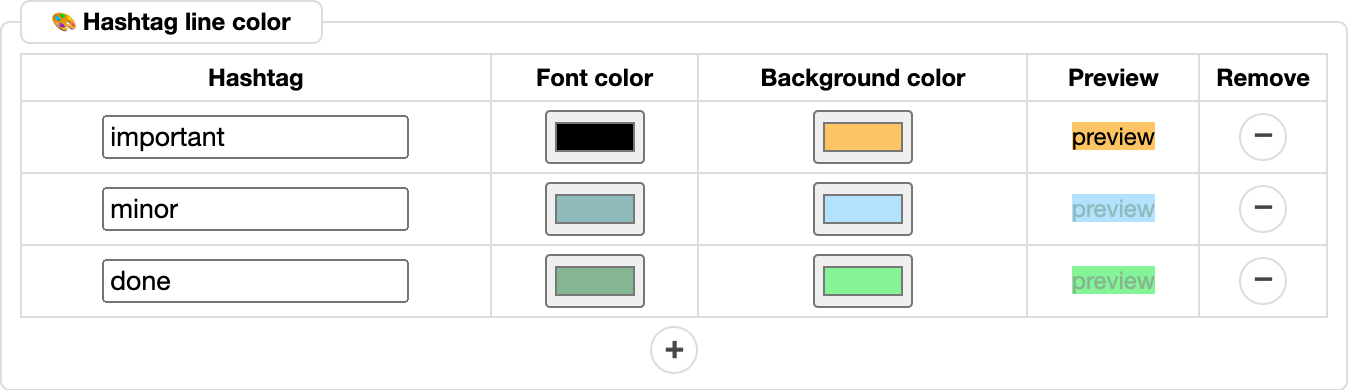 🎨 Hashtag line color
Hashtag Font color Background color Preview Remove
important preview −
minor preview −
done preview −
+